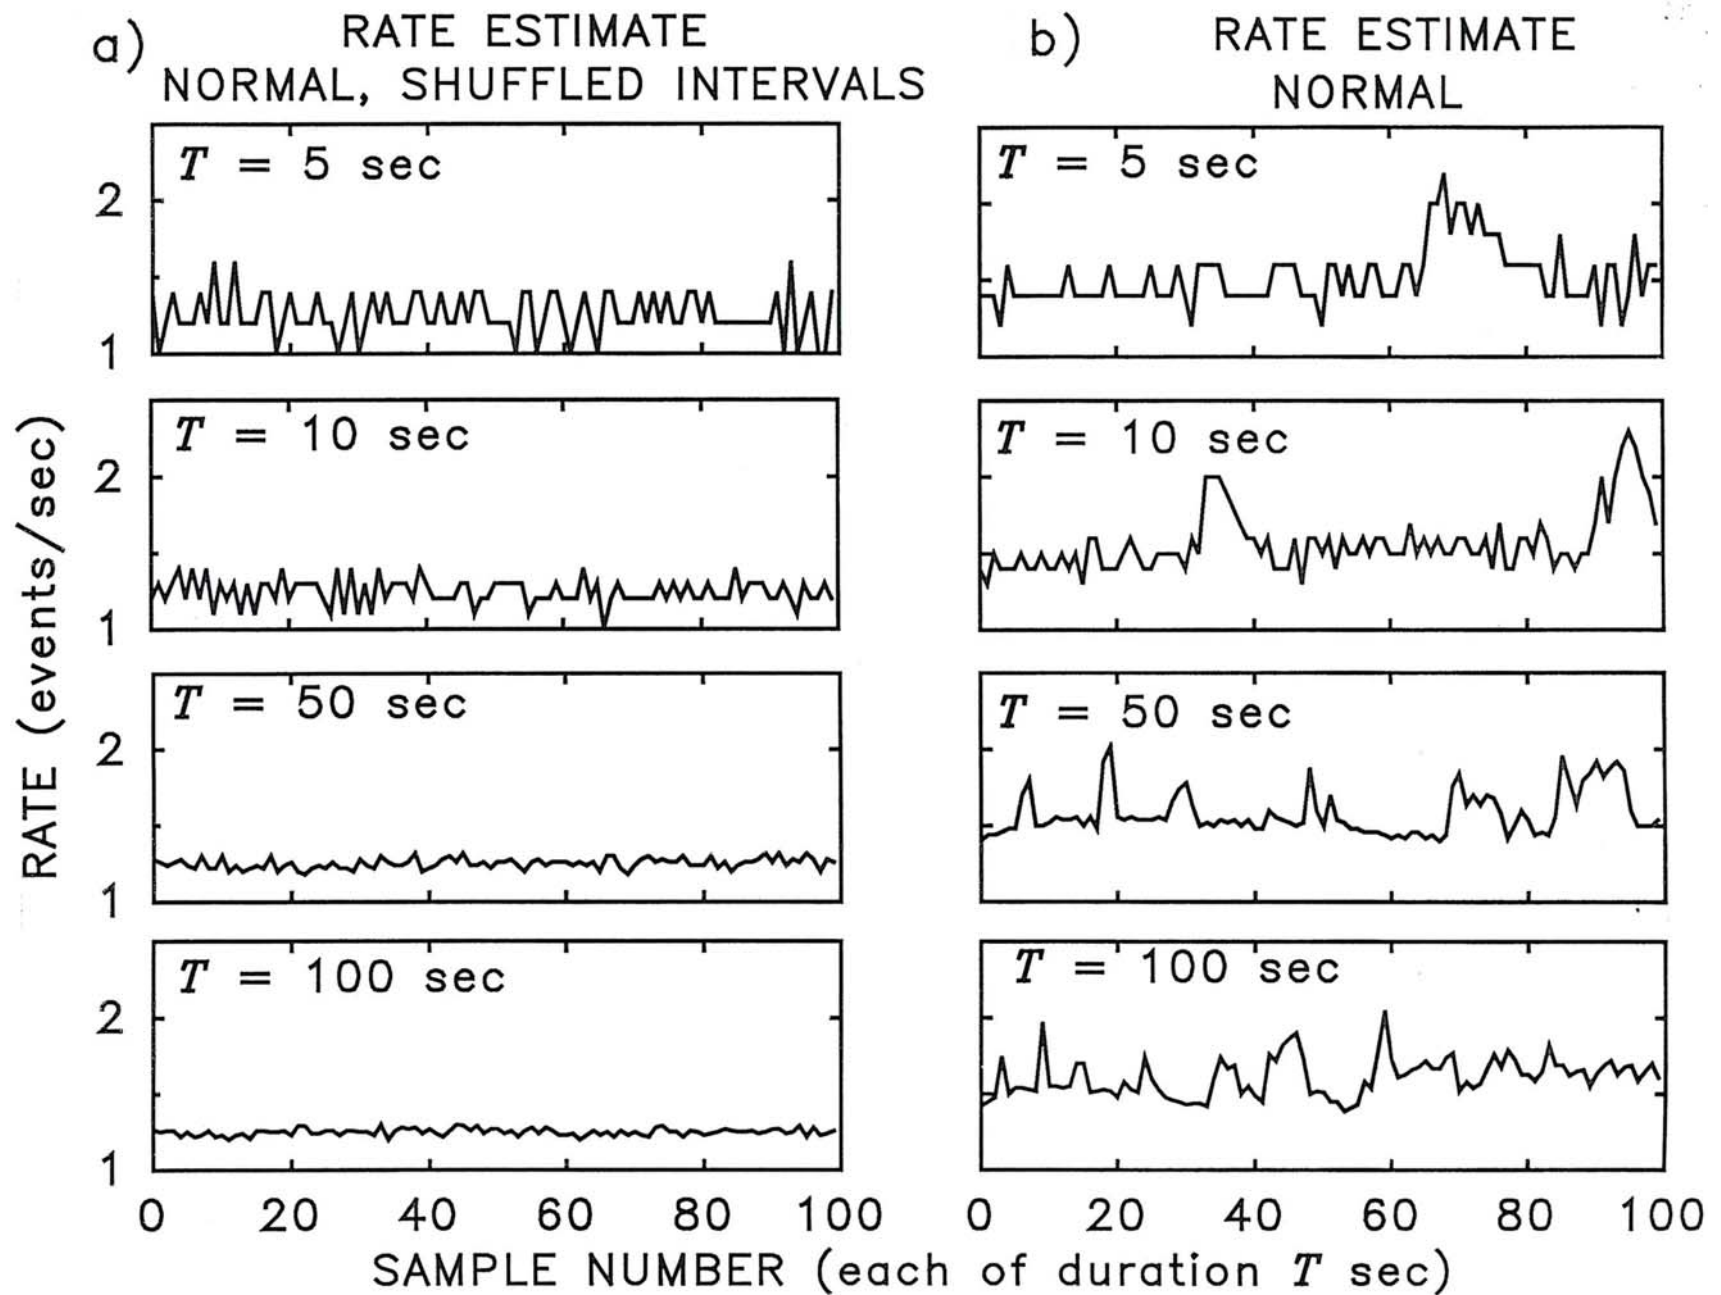 a)
RATE ESTIMATE
NORMAL, SHUFFLED INTERVALS
b)
RATE ESTIMATE
NORMAL
T = 5 sec
2
1
T = 10 sec
2
1
T = 50 sec
2
1
T = 100 sec
2
1
T = 5 sec
T = 10 sec
T = 50 sec
T = 100 sec
RATE (events/sec)
0 20 40 60 80 100
0 20 40 60 80 100
SAMPLE NUMBER (each of duration T sec)